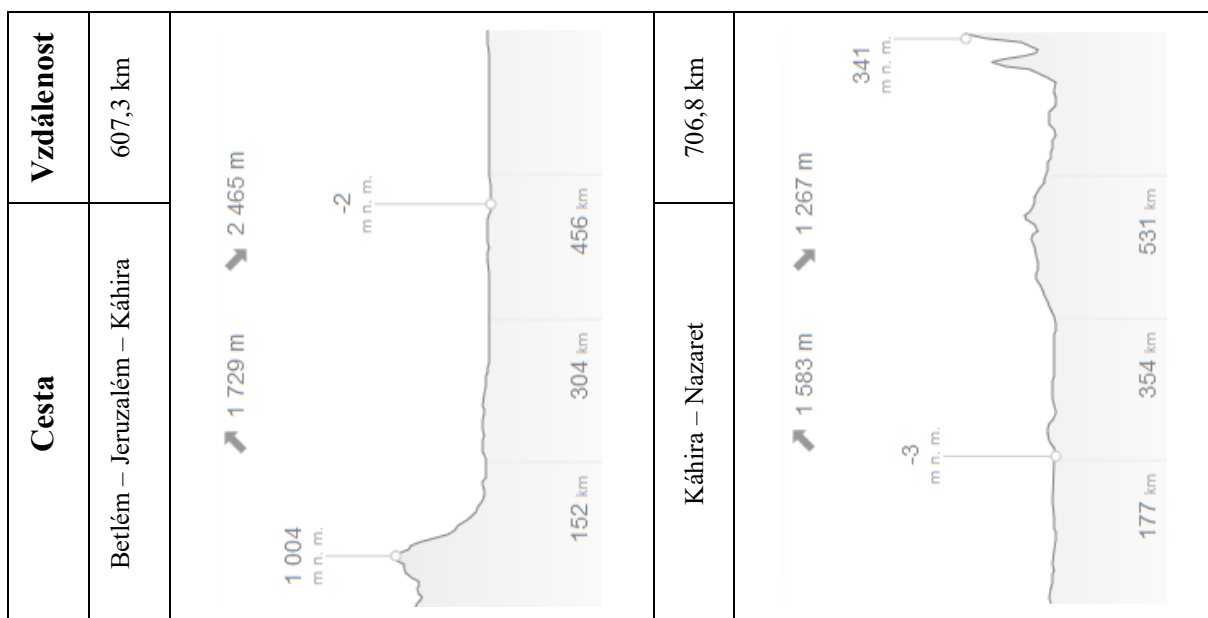 Cesta
Vzdálenost
Betlém – Jeruzalém – Káhira
607,3 km
1 729 m
2 465 m
1 004
m n. m.
-2
m n. m.
152 km
304 km
456 km
Káhira – Nazaret
706,8 km
1 583 m
1 267 m
341
m n. m.
-3
m n. m.
177 km
354 km
531 km